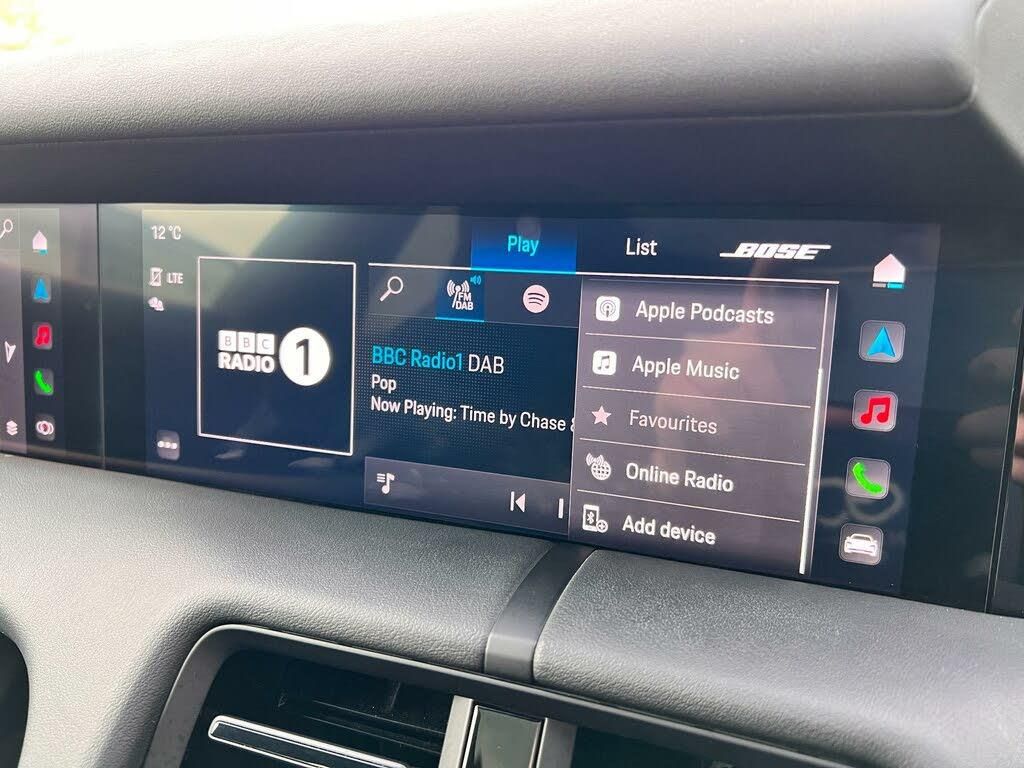 12 °C
LTE
Play
List
BOSE
FM
DAB
BBC
RADIO 1
BBC Radio1 DAB
Pop
Now Playing: Time by Chase &
Apple Podcasts
Apple Music
Favourites
Online Radio
Add device